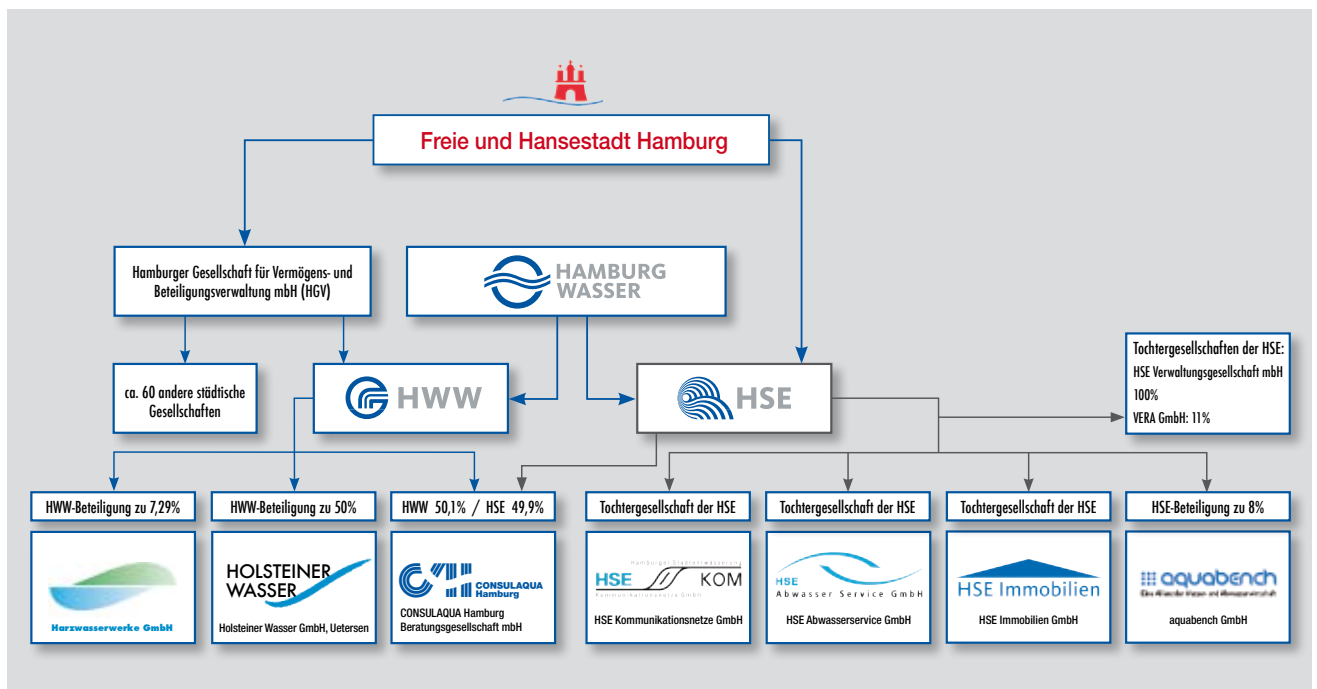 Freie und Hansestadt Hamburg
Hamburger Gesellschaft für Vermögens- und
Beteiligungsverwaltung mbH (HGV)
HAMBURG
WASSER
ca. 60 andere städtische
Gesellschaften
HWW
HSE
Tochtergesellschaften der HSE:
HSE Verwaltungsgesellschaft mbH
100%
VERA GmbH: 11%
HWW-Beteiligung zu 7,29%
HWW-Beteiligung zu 50%
HWW 50,1% / HSE 49,9%
Tochtergesellschaft der HSE
Tochtergesellschaft der HSE
Tochtergesellschaft der HSE
HSE-Beteiligung zu 8%
Harzwasserwerke GmbH
HOLSTEINER
WASSER
Holsteiner Wasser GmbH, Uetersen
CONSULAQUA
Hamburg
CONSULAQUA Hamburg
Beratungsgesellschaft mbH
Hamburger Stadtentwässerung
HSE KOM
Kommunikationsnetze GmbH
HSE Kommunikationsnetze GmbH
HSE
Abwasser Service GmbH
HSE Abwasserservice GmbH
HSE Immobilien
HSE Immobilien GmbH
aquabench
aquabench GmbH